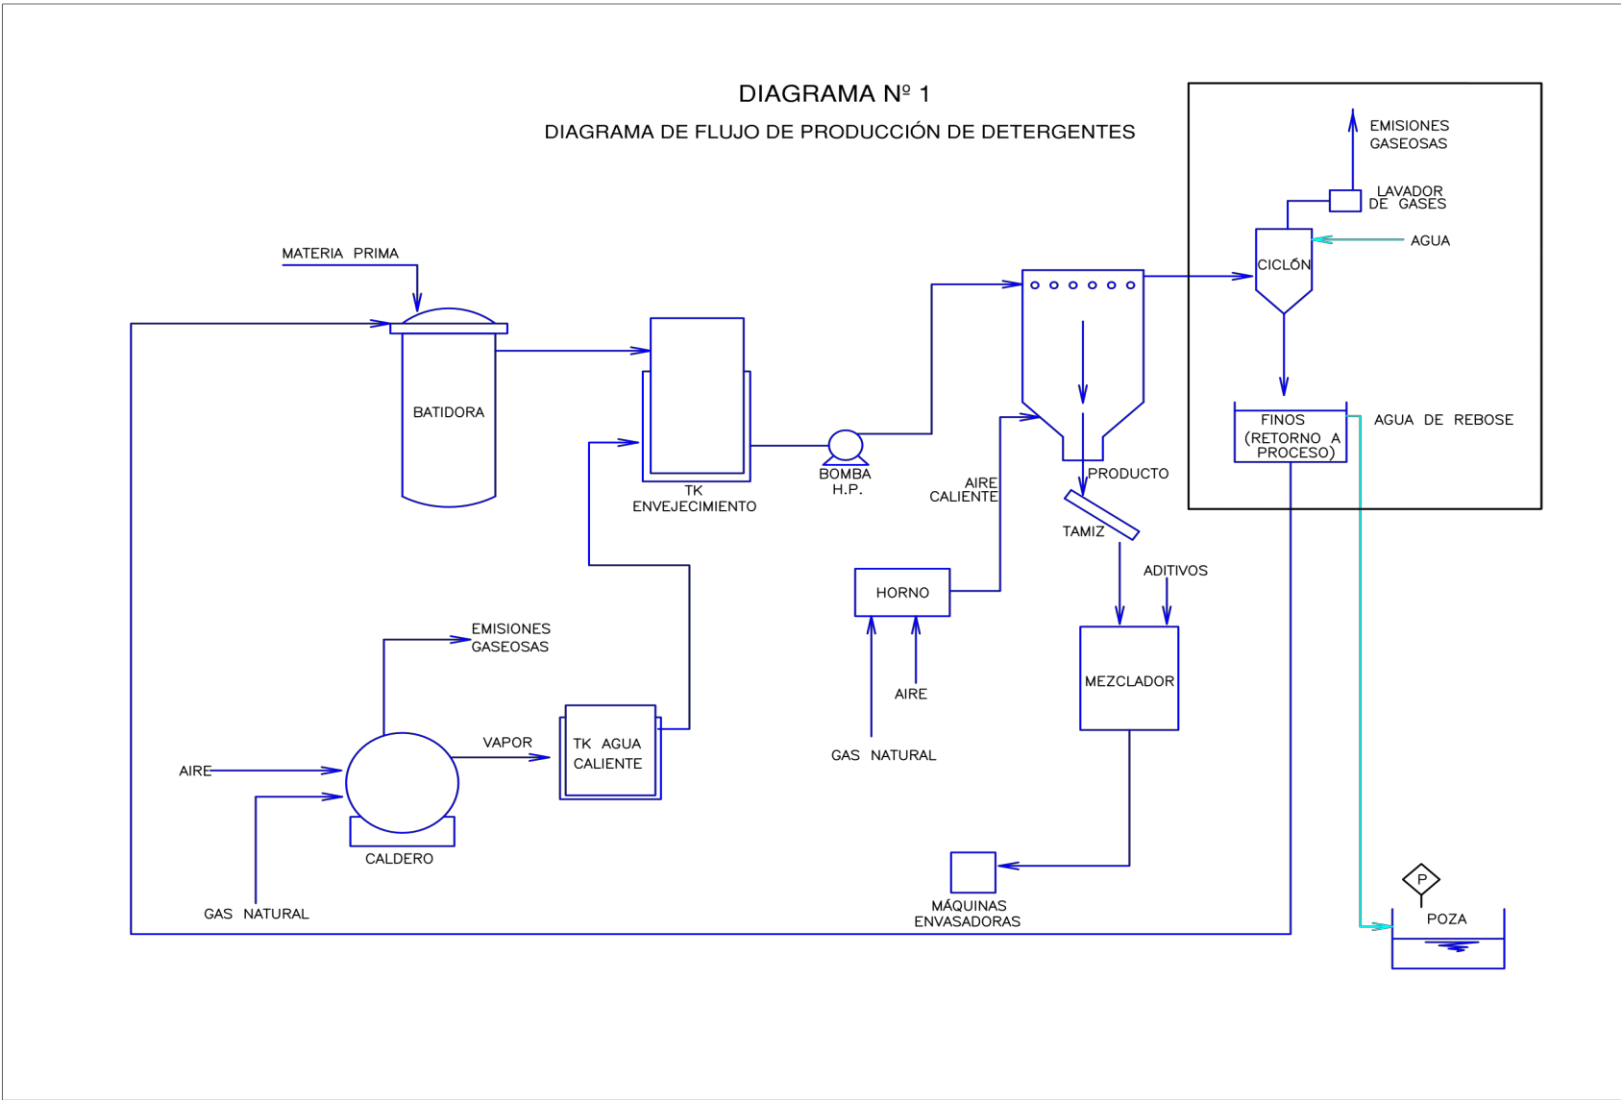 DIAGRAMA Nº 1
DIAGRAMA DE FLUJO DE PRODUCCIÓN DE DETERGENTES
EMISIONES
GASEOSAS
LAVADOR
DE GASES
AGUA
CICLÓN
MATERIA PRIMA
BATIDORA
FINOS
(RETORNO A
PROCESO)
AGUA DE REBOSE
TK
ENVEJECIMIENTO
BOMBA
H.P.
AIRE
CALIENTE
PRODUCTO
TAMIZ
ADITIVOS
HORNO
EMISIONES
GASEOSAS
MEZCLADOR
AIRE
GAS NATURAL
VAPOR
TK AGUA
CALIENTE
AIRE
CALDERO
GAS NATURAL
MÁQUINAS
ENVASADORAS
P
POZA